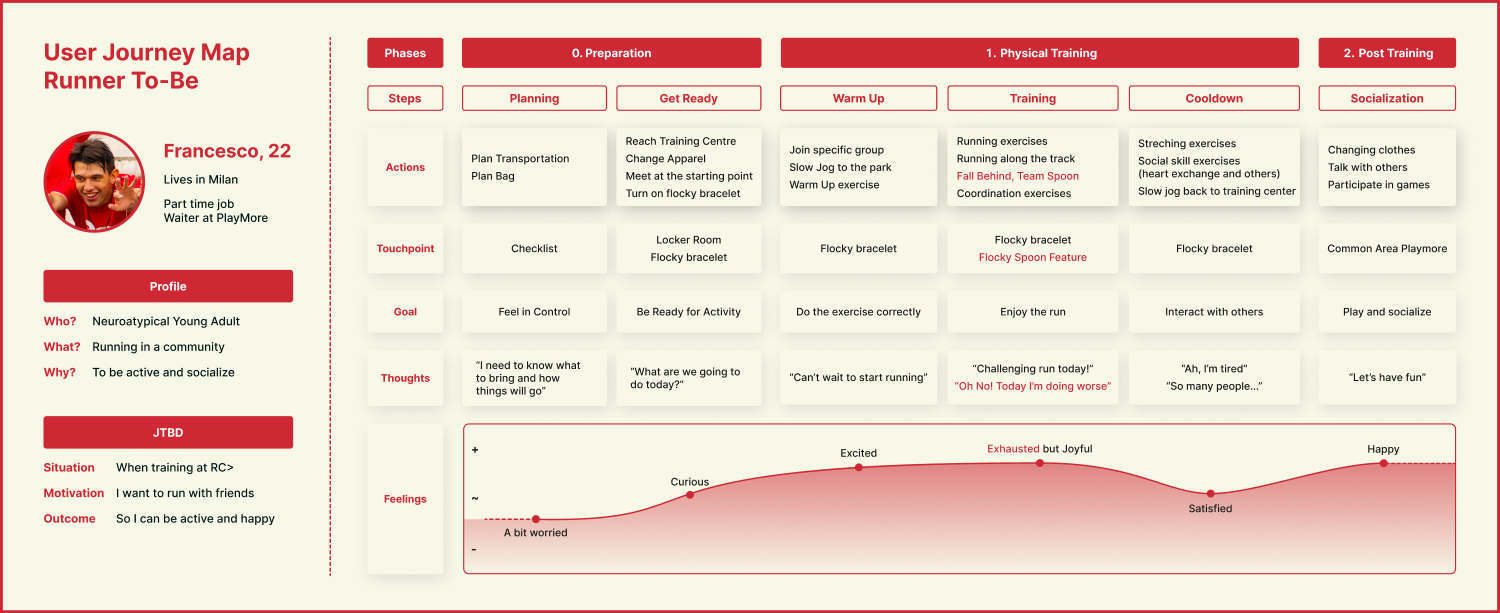 User Journey Map
Runner To-Be
Francesco, 22
Lives in Milan
Part time job
Waiter at PlayMore
Profile
Who? Neuroatypical Young Adult
What? Running in a community
Why? To be active and socialize
JTBD
Situation When training at RC>
Motivation I want to run with friends
Outcome So I can be active and happy
Phases
0. Preparation
1. Physical Training
2. Post Training
Steps
Planning
Get Ready
Warm Up
Training
Cooldown
Socialization
Actions
Plan Transportation
Plan Bag
Reach Training Centre
Change Apparel
Meet at the starting point
Turn on flocky bracelet
Join specific group
Slow Jog to the park
Warm Up exercise
Running exercises
Running along the track
Fall Behind, Team Spoon
Coordination exercises
Streching exercises
Social skill exercises
(heart exchange and others)
Slow jog back to training center
Changing clothes
Talk with others
Participate in games
Touchpoint
Checklist
Locker Room
Flocky bracelet
Flocky bracelet
Flocky bracelet
Flocky Spoon Feature
Flocky bracelet
Common Area Playmore
Goal
Feel in Control
Be Ready for Activity
Do the exercise correctly
Enjoy the run
Interact with others
Play and socialize
Thoughts
“I need to know what
to bring and how
things will go”
“What are we going to
do today?”
“Can’t wait to start running”
“Challenging run today!”
“Oh No! Today I’m doing worse”
“Ah, I’m tired”
“So many people...”
“Let’s have fun”
Feelings
+
~
-
A bit worried
Curious
Excited
Exhausted but Joyful
Satisfied
Happy